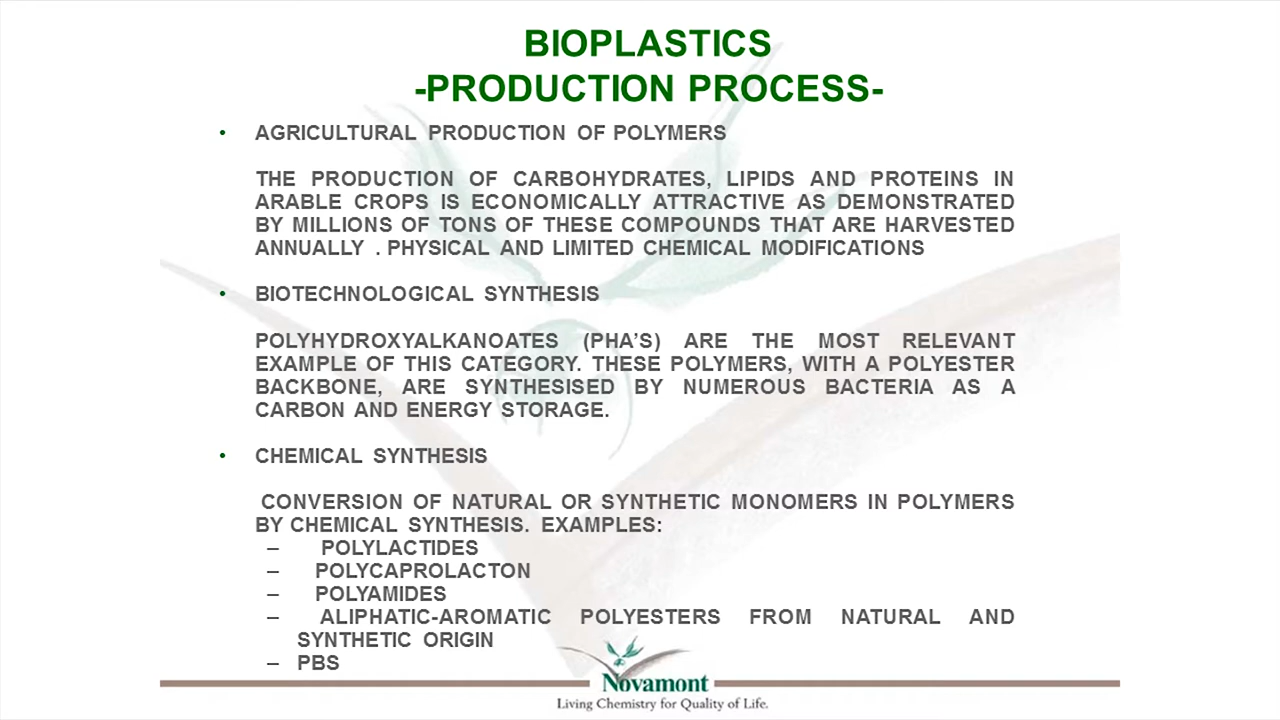 BIOPLASTICS
-PRODUCTION PROCESS-
• AGRICULTURAL PRODUCTION OF POLYMERS
THE PRODUCTION OF CARBOHYDRATES, LIPIDS AND PROTEINS IN
ARABLE CROPS IS ECONOMICALLY ATTRACTIVE AS DEMONSTRATED
BY MILLIONS OF TONS OF THESE COMPOUNDS THAT ARE HARVESTED
ANNUALLY . PHYSICAL AND LIMITED CHEMICAL MODIFICATIONS
• BIOTECHNOLOGICAL SYNTHESIS
POLYHYDROXYALKANOATES (PHA’S) ARE THE MOST RELEVANT
EXAMPLE OF THIS CATEGORY. THESE POLYMERS, WITH A POLYESTER
BACKBONE, ARE SYNTHESISED BY NUMEROUS BACTERIA AS A
CARBON AND ENERGY STORAGE.
• CHEMICAL SYNTHESIS
CONVERSION OF NATURAL OR SYNTHETIC MONOMERS IN POLYMERS
BY CHEMICAL SYNTHESIS. EXAMPLES:
– POLYLACTIDES
– POLYCAPROLACTON
– POLYAMIDES
– ALIPHATIC-AROMATIC POLYESTERS FROM NATURAL AND
SYNTHETIC ORIGIN
– PBS
Novamont
Living Chemistry for Quality of Life.